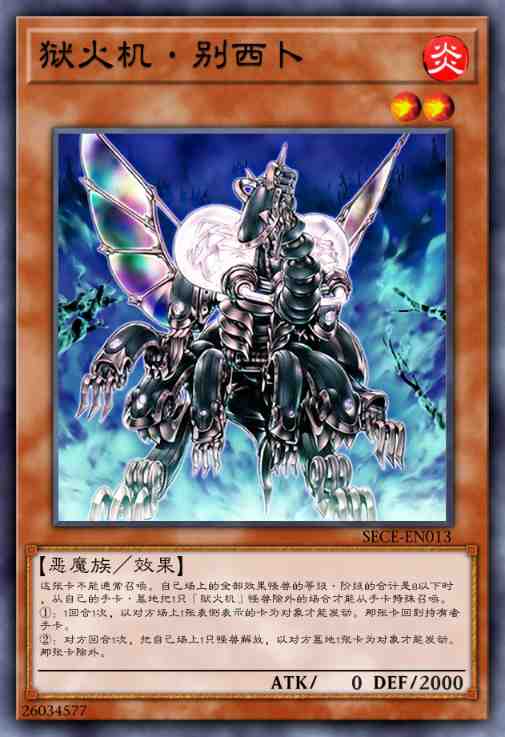 狱火机·别西卜
炎
SECE-EN013
【恶魔族／效果】
这张卡不能通常召唤。自己场上的全部效果怪兽的等级·阶级的合计是8以下时
，从自己的手卡·墓地把1只「狱火机」怪兽除外的场合才能从手卡特殊召唤。
①：1回合1次，以对方场上1张表侧表示的卡为对象才能发动。那张卡回到持有者
手卡。
②：对方回合1次，把自己场上1只怪兽解放，以对方墓地1张卡为对象才能发动。
那张卡除外。
ATK/ 0 DEF/2000
26034577